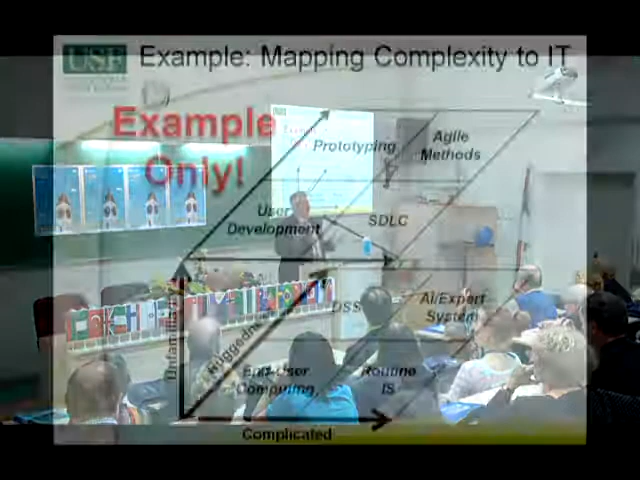 USF
Example: Mapping Complexity to IT
Example
Only!
Prototyping
Agile
Methods
User
Development
SDLC
DSS
AI/Expert
System
End-User
Computing
Routine
IS
Unfamiliar
Rugged
Complicated